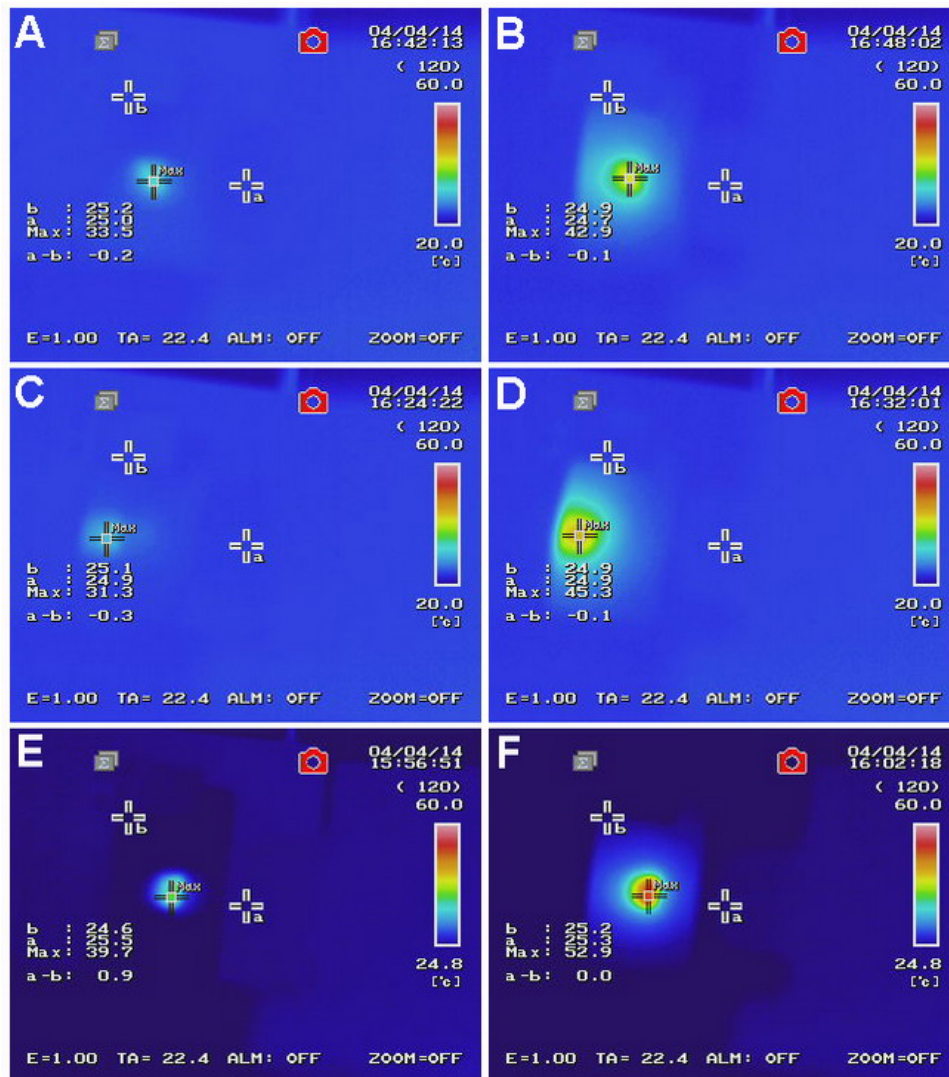 A
Σ
04/04/14
16:42:13
( 120)
60.0
b
Max
a
b : 25.2
a : 25.0
Max: 33.5
a-b: -0.2
20.0
[℃]
E=1.00 TA= 22.4 ALM: OFF ZOOM=OFF
B
Σ
04/04/14
16:48:02
( 120)
60.0
b
Max
a
b : 24.9
a : 24.7
Max: 42.9
a-b: -0.1
20.0
[℃]
E=1.00 TA= 22.4 ALM: OFF ZOOM=OFF
C
Σ
04/04/14
16:24:22
( 120)
60.0
b
Max
a
b : 25.1
a : 24.9
Max: 31.3
a-b: -0.3
20.0
[℃]
E=1.00 TA= 22.4 ALM: OFF ZOOM=OFF
D
Σ
04/04/14
16:32:01
( 120)
60.0
b
Max
a
b : 24.9
a : 24.9
Max: 45.3
a-b: -0.1
20.0
[℃]
E=1.00 TA= 22.4 ALM: OFF ZOOM=OFF
E
Σ
04/04/14
15:56:51
( 120)
60.0
b
Max
a
b : 24.6
a : 25.5
Max: 39.7
a-b: 0.9
24.8
[℃]
E=1.00 TA= 22.4 ALM: OFF ZOOM=OFF
F
Σ
04/04/14
16:02:18
( 120)
60.0
b
Max
a
b : 25.2
a : 25.3
Max: 52.9
a-b: 0.0
24.8
[℃]
E=1.00 TA= 22.4 ALM: OFF ZOOM=OFF